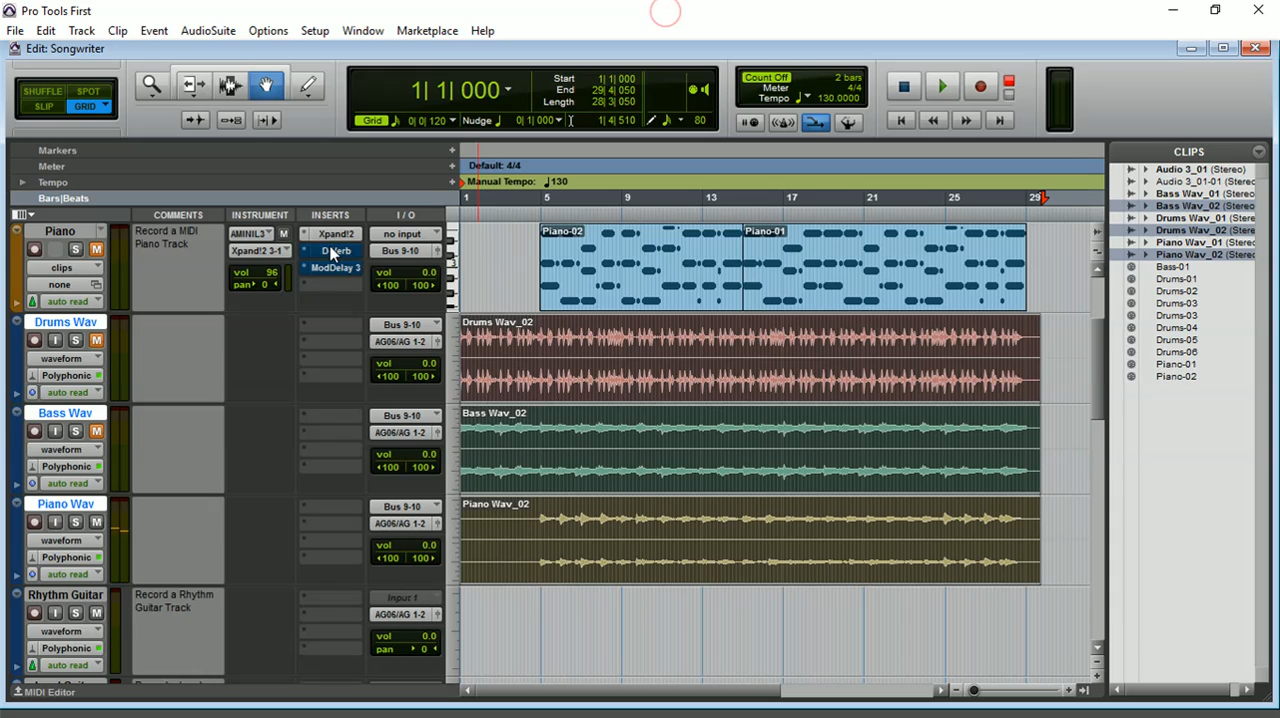 Pro Tools First
File Edit Track Clip Event AudioSuite Options Setup Window Marketplace Help
Edit: Songwriter
SHUFFLE SPOT
SLIP GRID
1| 1| 000
Start 1| 1| 000
End 29| 4| 050
Length 28| 3| 050
Grid 0| 0| 120 Nudge 0| 1| 000 1| 4| 510 80
Count Off 2 bars
Meter 4/4
Tempo 130.0000
Markers
Meter Default: 4/4
Tempo Manual Tempo: 130
Bars|Beats 1 5 9 13 17 21 25 29
COMMENTS INSTRUMENT INSERTS I / O
Piano
clips
none
auto read
Record a MIDI
Piano Track
AMINIL3 M
Xpand!2 3-1
vol 96
pan 0
Xpand!2
D-Verb
ModDelay 3
no input
Bus 9-10
vol 0.0
100 100
Piano-02 Piano-01
Drums Wav
I S M
waveform
Polyphonic
auto read
Bus 9-10
AG06/AG 1-2
vol 0.0
100 100
Drums Wav_02
Bass Wav
I S M
waveform
Polyphonic
auto read
Bus 9-10
AG06/AG 1-2
vol 0.0
100 100
Bass Wav_02
Piano Wav
I S M
waveform
Polyphonic
auto read
Bus 9-10
AG06/AG 1-2
vol 0.0
100 100
Piano Wav_02
Rhythm Guitar
I S M
waveform
Polyphonic
auto read
Record a Rhythm
Guitar Track
Input 1
AG06/AG 1-2
vol 0.0
pan 0
MIDI Editor
CLIPS
Audio 3_01 (Stereo)
Audio 3_01-01 (Stereo)
Bass Wav_01 (Stereo
Bass Wav_02 (Stereo
Drums Wav_01 (Stere
Drums Wav_02 (Stere
Piano Wav_01 (Stereo
Piano Wav_02 (Stereo
Bass-01
Drums-01
Drums-02
Drums-03
Drums-04
Drums-05
Drums-06
Piano-01
Piano-02